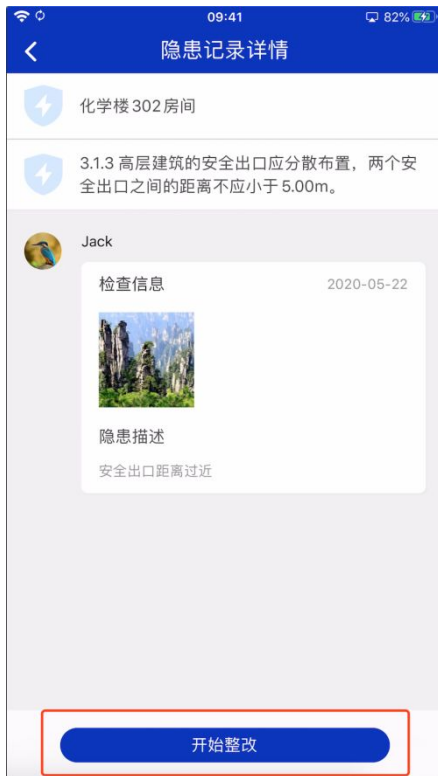 09:41
82%
隐患记录详情
化学楼302房间
3.1.3 高层建筑的安全出口应分散布置，两个安
全出口之间的距离不应小于5.00m。
Jack
检查信息
2020-05-22
隐患描述
安全出口距离过近
开始整改